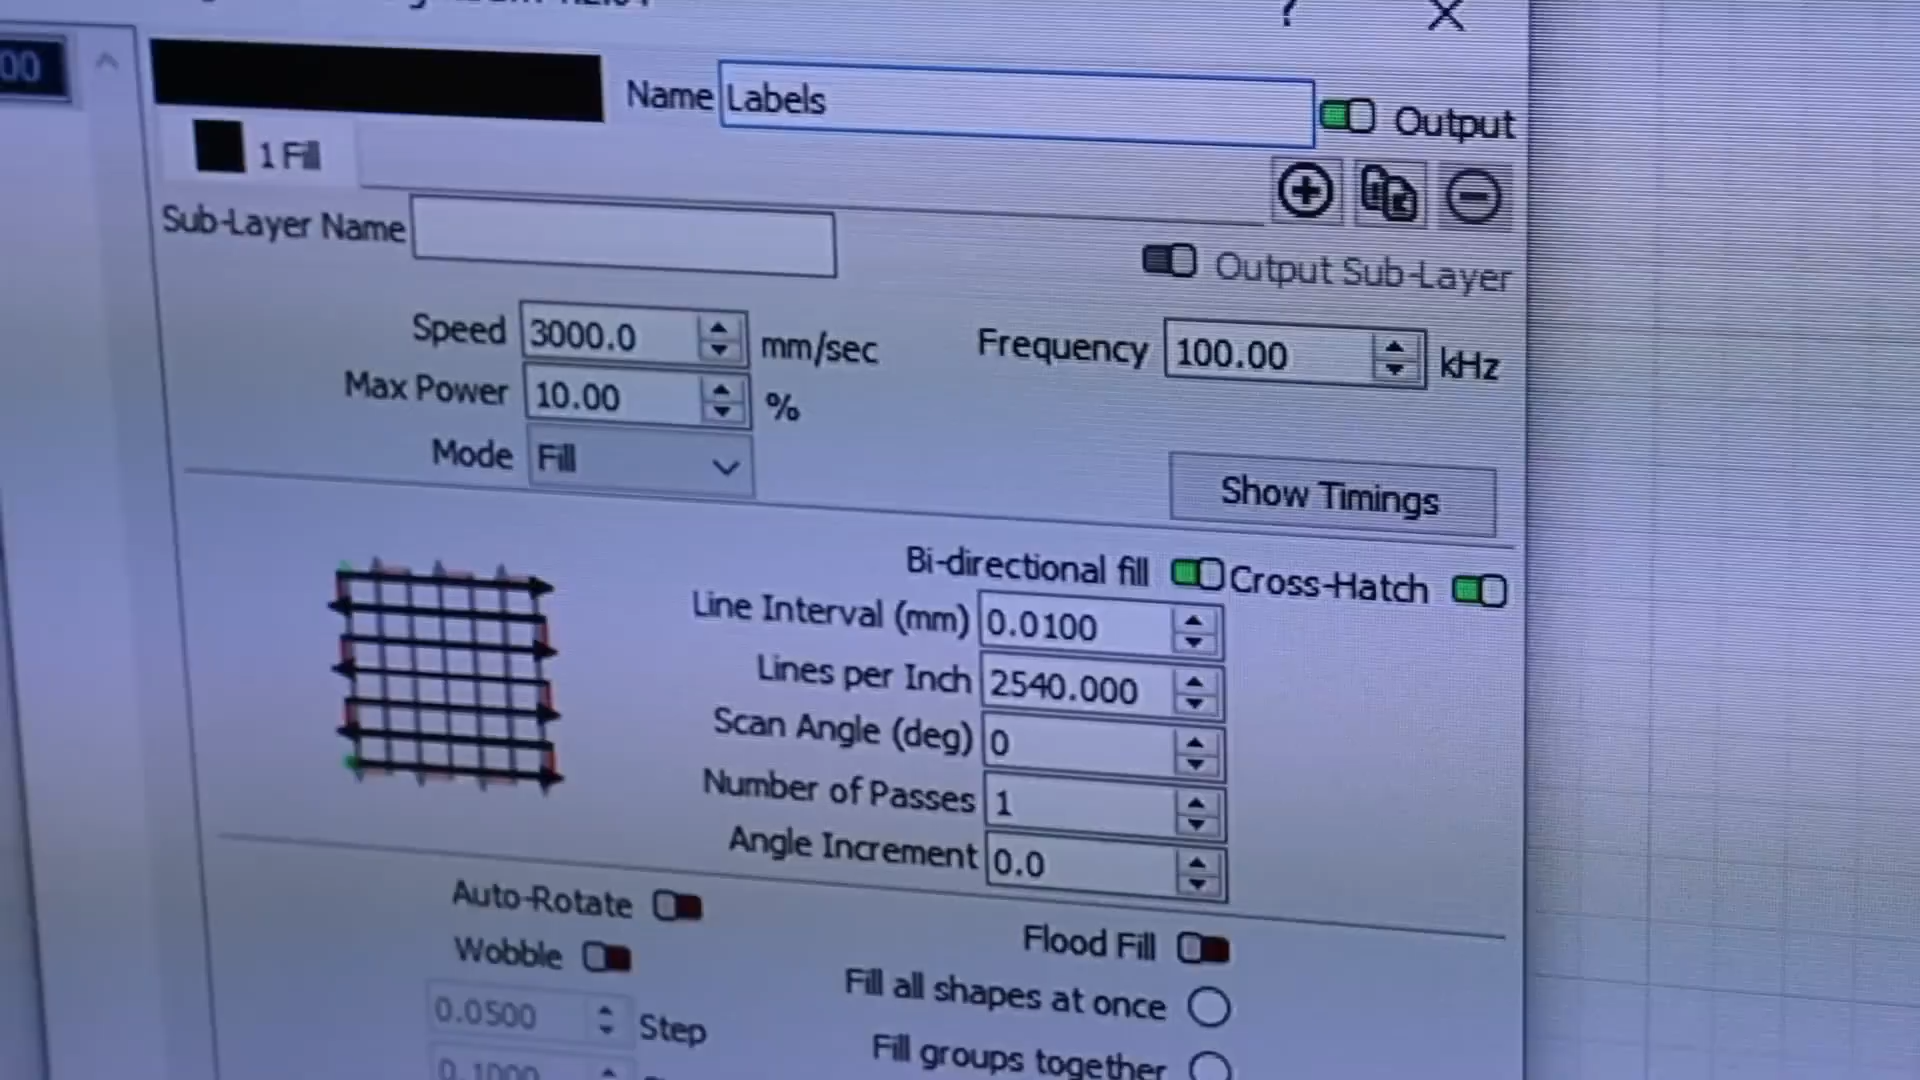 00
Name Labels Output
1 Fill
Sub-Layer Name
Output Sub-Layer
Speed 3000.0 mm/sec Frequency 100.00 kHz
Max Power 10.00 %
Mode Fill
Show Timings
Bi-directional fill Cross-Hatch
Line Interval (mm) 0.0100
Lines per Inch 2540.000
Scan Angle (deg) 0
Number of Passes 1
Angle Increment 0.0
Auto-Rotate
Flood Fill
Wobble
Fill all shapes at once
0.0500 Step
Fill groups together
0.1000